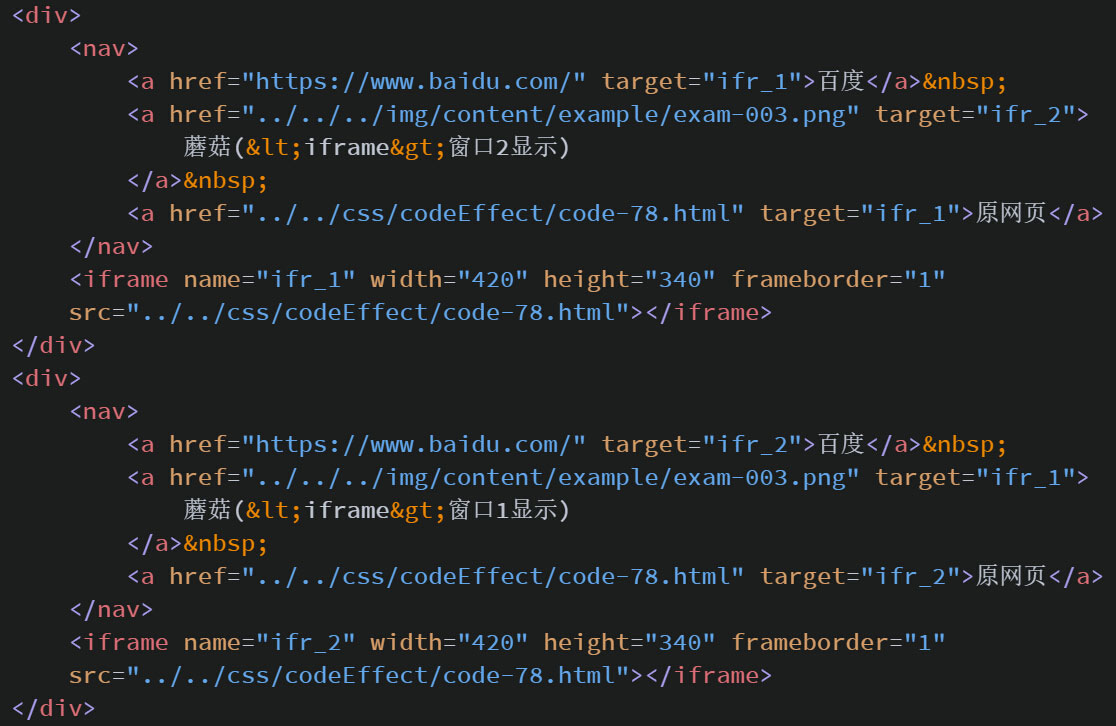 <div>
    <nav>
        <a href="https://www.baidu.com/" target="ifr_1">百度</a>&nbsp;
        <a href="../../../img/content/example/exam-003.png" target="ifr_2">
            蘑菇(&lt;iframe&gt;窗口2显示)
        </a>&nbsp;
        <a href="../../css/codeEffect/code-78.html" target="ifr_1">原网页</a>
    </nav>
    <iframe name="ifr_1" width="420" height="340" frameborder="1"
    src="../../css/codeEffect/code-78.html"></iframe>
</div>
<div>
    <nav>
        <a href="https://www.baidu.com/" target="ifr_2">百度</a>&nbsp;
        <a href="../../../img/content/example/exam-003.png" target="ifr_1">
            蘑菇(&lt;iframe&gt;窗口1显示)
        </a>&nbsp;
        <a href="../../css/codeEffect/code-78.html" target="ifr_2">原网页</a>
    </nav>
    <iframe name="ifr_2" width="420" height="340" frameborder="1"
    src="../../css/codeEffect/code-78.html"></iframe>
</div>